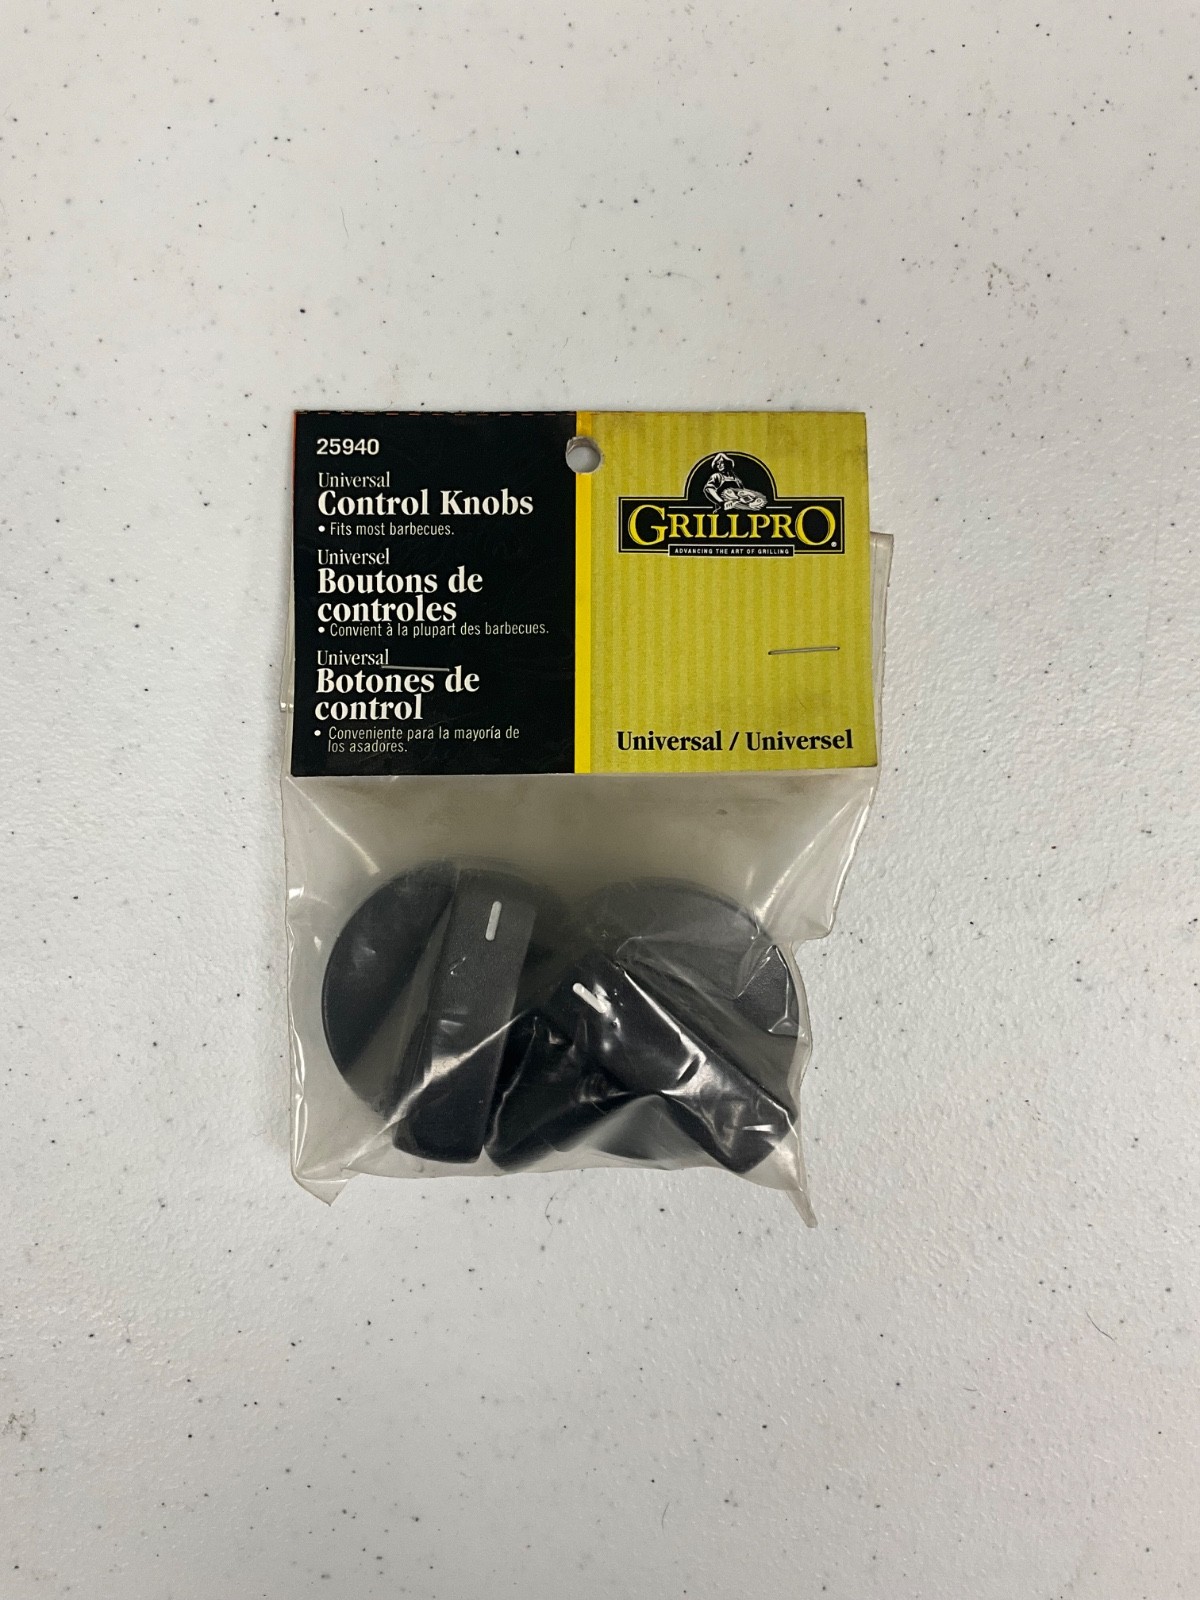 25940
Universal
Control Knobs
• Fits most barbecues.
Universel
Boutons de
controles
• Convient à la plupart des barbecues.
Universal
Botones de
control
• Conveniente para la mayoría de
los asadores.
GRILLPRO®
ADVANCING THE ART OF GRILLING
Universal / Universel